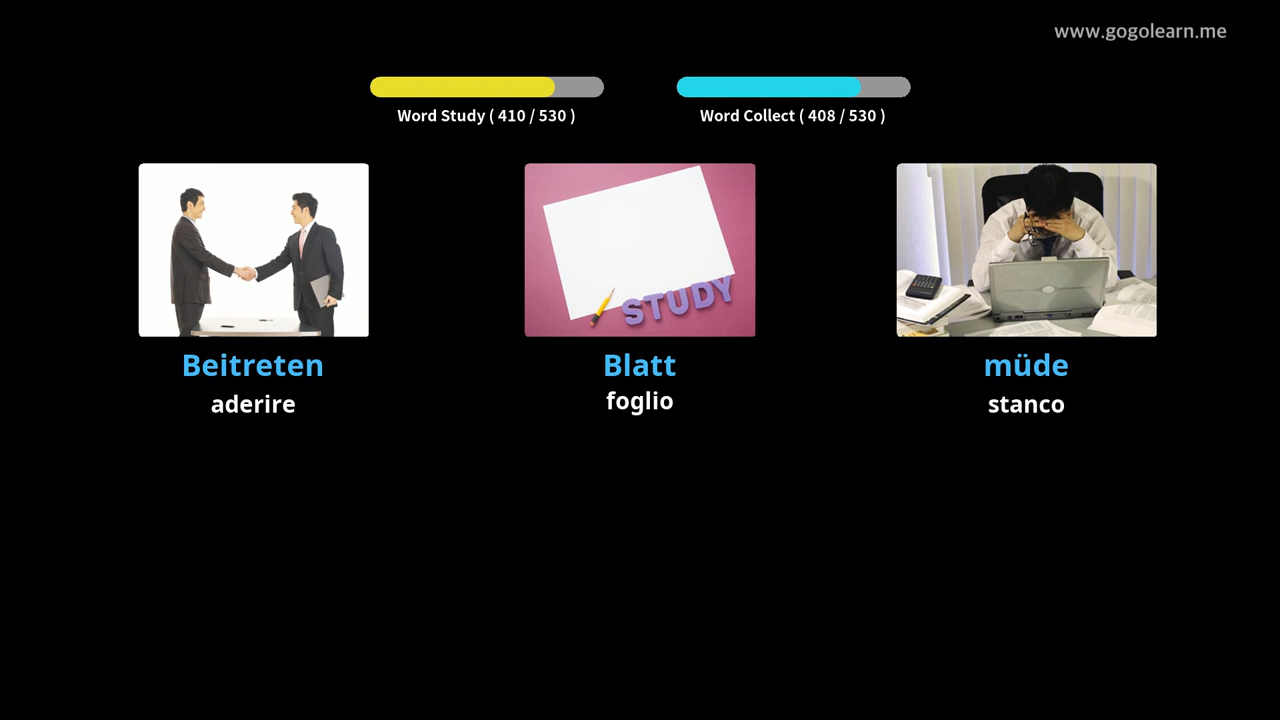 www.gogolearn.me
Word Study ( 410 / 530 )
Word Collect ( 408 / 530 )
STUDY
Beitreten
Blatt
müde
aderire
foglio
stanco